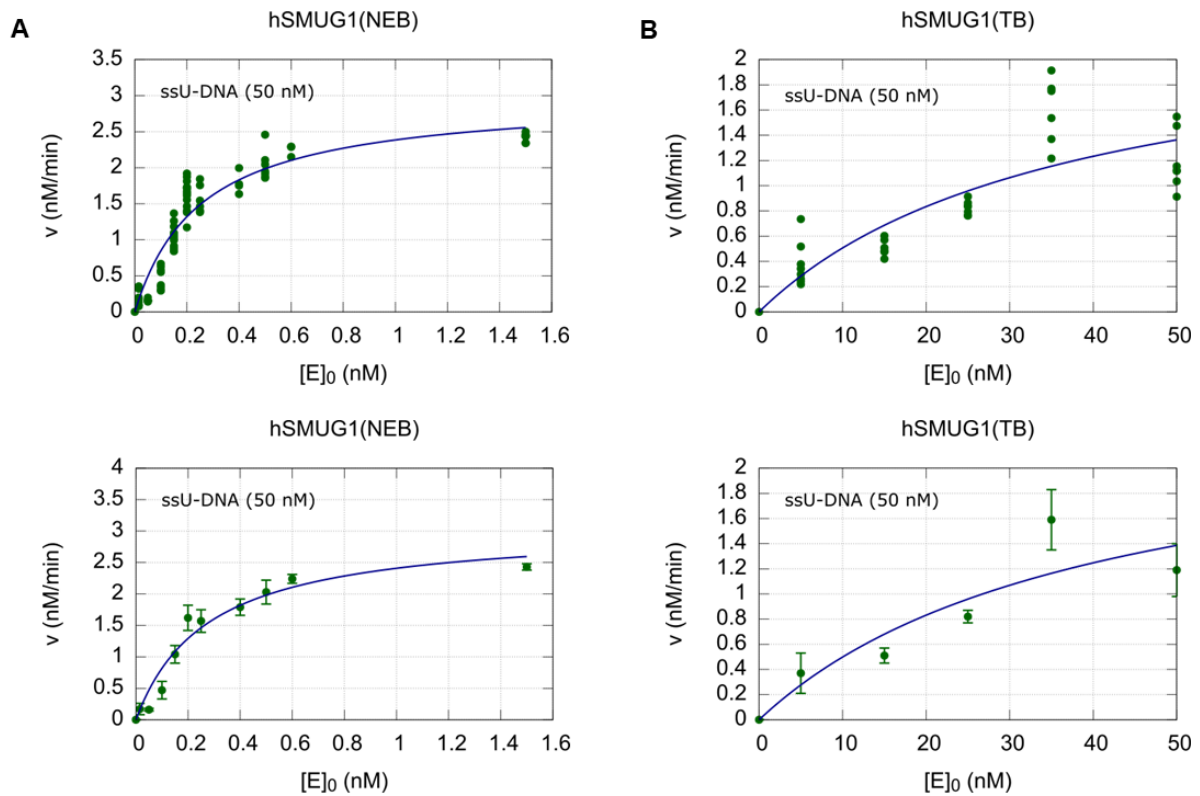 A
hSMUG1(NEB)
3.5
3
2.5
2
1.5
1
0.5
0
v (nM/min)
ssU-DNA (50 nM)
0 0.2 0.4 0.6 0.8 1 1.2 1.4 1.6
[E]0 (nM)
B
hSMUG1(TB)
2
1.8
1.6
1.4
1.2
1
0.8
0.6
0.4
0.2
0
v (nM/min)
ssU-DNA (50 nM)
0 10 20 30 40 50
[E]0 (nM)
hSMUG1(NEB)
4
3.5
3
2.5
2
1.5
1
0.5
0
v (nM/min)
ssU-DNA (50 nM)
0 0.2 0.4 0.6 0.8 1 1.2 1.4 1.6
[E]0 (nM)
hSMUG1(TB)
2
1.8
1.6
1.4
1.2
1
0.8
0.6
0.4
0.2
0
v (nM/min)
ssU-DNA (50 nM)
0 10 20 30 40 50
[E]0 (nM)